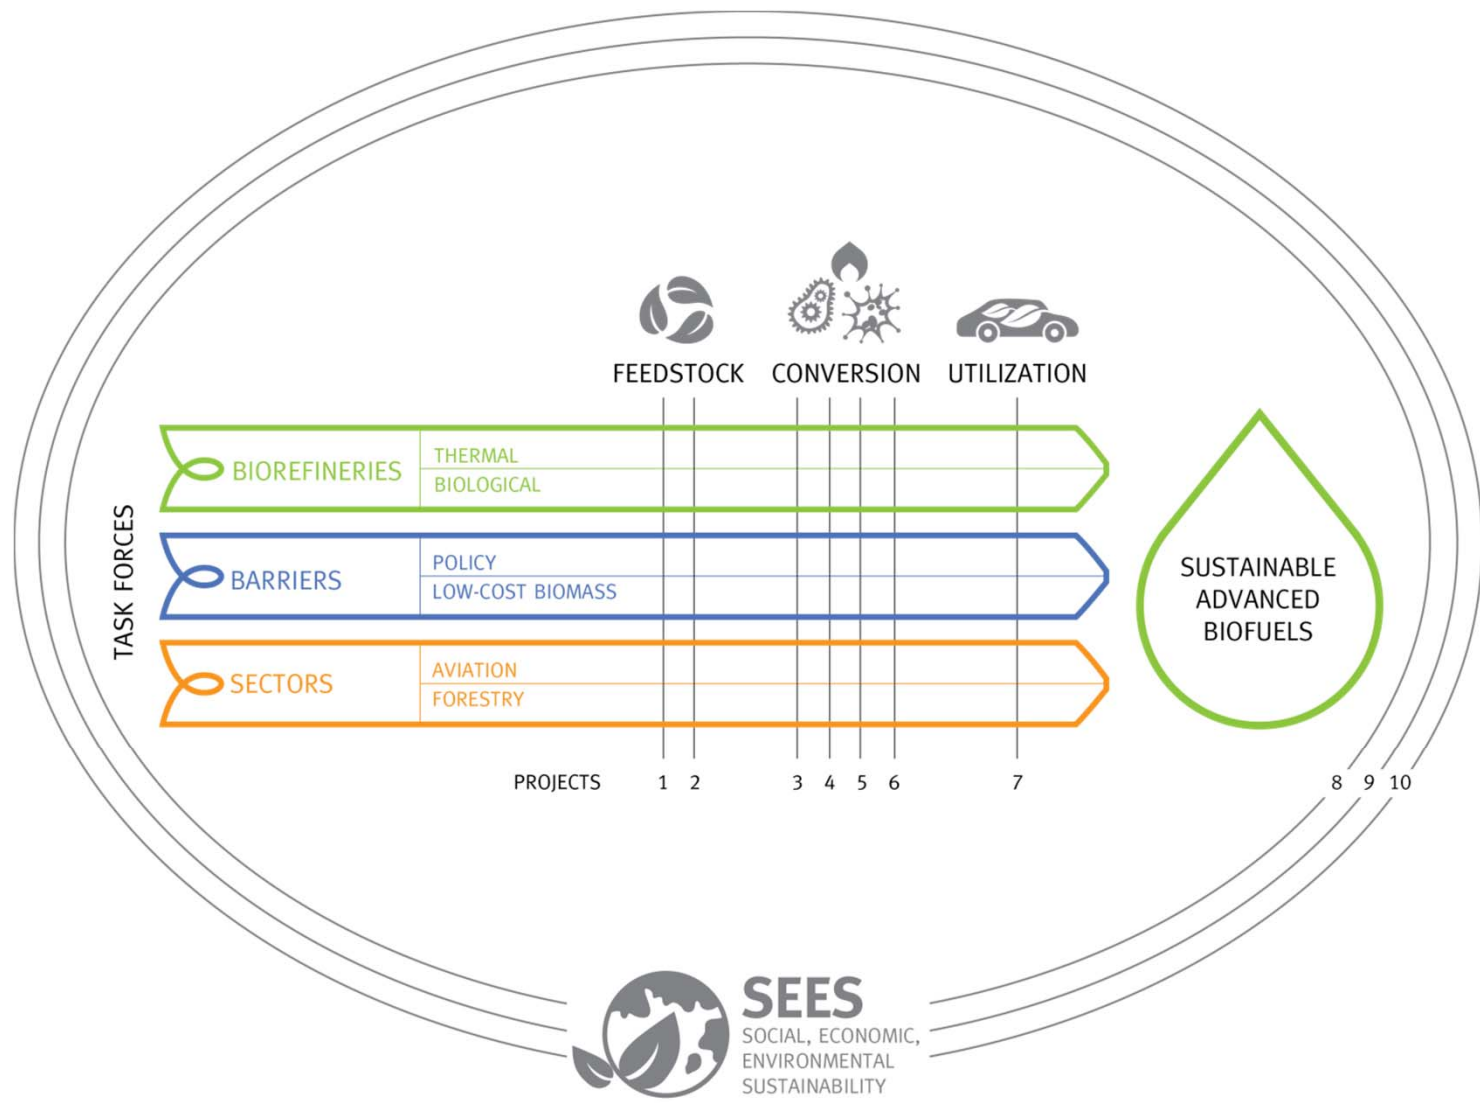 FEEDSTOCK CONVERSION UTILIZATION
TASK FORCES
BIOREFINERIES
THERMAL
BIOLOGICAL
BARRIERS
POLICY
LOW-COST BIOMASS
SECTORS
AVIATION
FORESTRY
SUSTAINABLE
ADVANCED
BIOFUELS
PROJECTS 1 2 3 4 5 6 7 8 9 10
SEES
SOCIAL, ECONOMIC,
ENVIRONMENTAL
SUSTAINABILITY